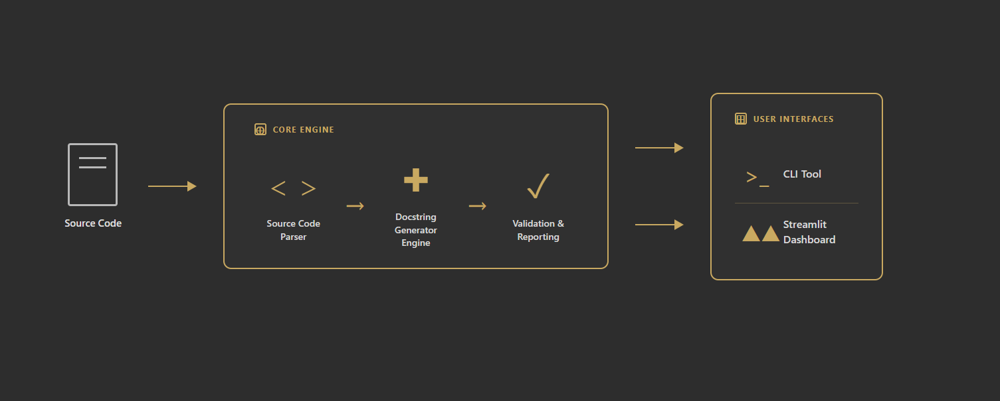 Source Code
CORE ENGINE
< >
Source Code
Parser
→
Docstring
Generator
Engine
→
✓
Validation &
Reporting
USER INTERFACES
>_
CLI Tool
Streamlit
Dashboard